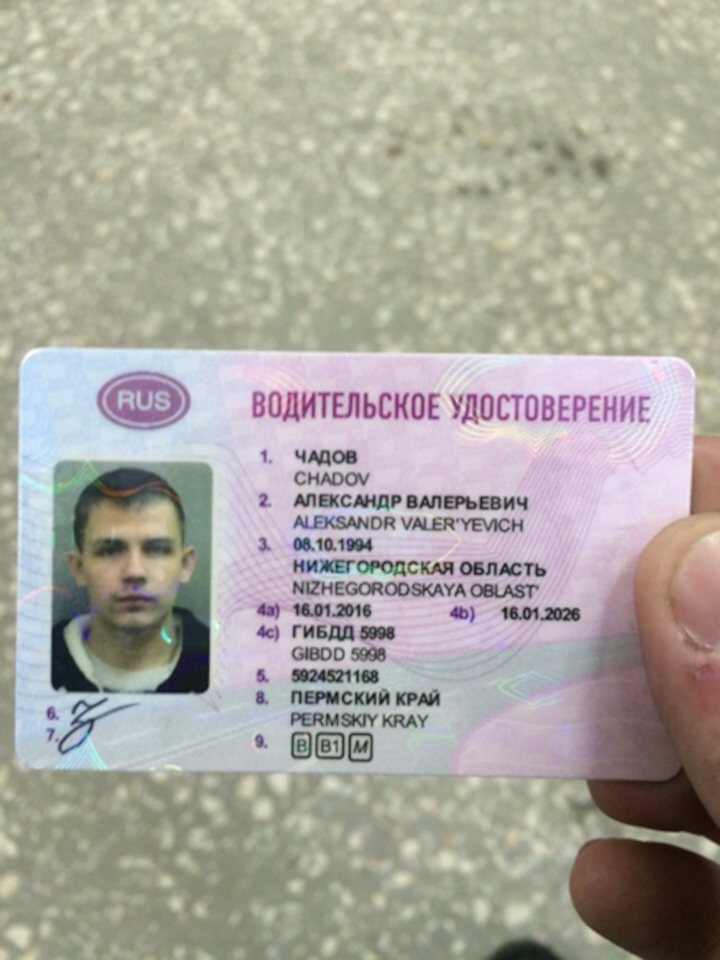 RUS
ВОДИТЕЛЬСКОЕ УДОСТОВЕРЕНИЕ
1. ЧАДОВ
CHADOV
2. АЛЕКСАНДР ВАЛЕРЬЕВИЧ
ALEKSANDR VALER'YEVICH
3. 08.10.1994
НИЖЕГОРОДСКАЯ ОБЛАСТЬ
NIZHEGORODSKAYA OBLAST'
4a) 16.01.2016 4b) 16.01.2026
4c) ГИБДД 5998
GIBDD 5998
5. 5924521168
8. ПЕРМСКИЙ КРАЙ
PERMSKIY KRAY
9. B B1 M
6.
7.